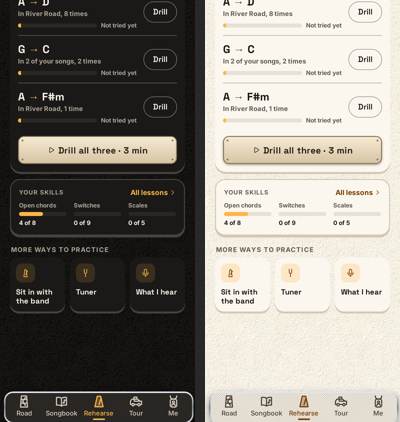 A → D
In River Road, 8 times
Drill
Not tried yet
G → C
In 2 of your songs, 2 times
Drill
Not tried yet
A → F#m
In River Road, 1 time
Drill
Not tried yet
Drill all three · 3 min
YOUR SKILLS
All lessons >
Open chords
Switches
Scales
4 of 8
0 of 9
0 of 5
MORE WAYS TO PRACTICE
Sit in with
the band
Tuner
What I hear
Road
Songbook
Rehearse
Tour
Me
A → D
In River Road, 8 times
Drill
Not tried yet
G → C
In 2 of your songs, 2 times
Drill
Not tried yet
A → F#m
In River Road, 1 time
Drill
Not tried yet
Drill all three · 3 min
YOUR SKILLS
All lessons >
Open chords
Switches
Scales
4 of 8
0 of 9
0 of 5
MORE WAYS TO PRACTICE
Sit in with
the band
Tuner
What I hear
Road
Songbook
Rehearse
Tour
Me